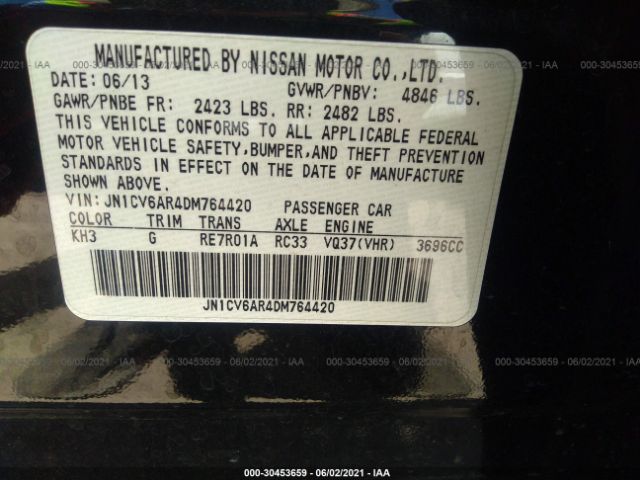 MANUFACTURED BY NISSAN MOTOR CO.,LTD.
DATE: 06/13 GVWR/PNBV: 4846 LBS.
GAWR/PNBE FR: 2423 LBS. RR: 2482 LBS.
THIS VEHICLE CONFORMS TO ALL APPLICABLE FEDERAL
MOTOR VEHICLE SAFETY,BUMPER,AND THEFT PREVENTION
STANDARDS IN EFFECT ON THE DATE OF MANUFACTURE
SHOWN ABOVE.
VIN: JN1CV6AR4DM764420 PASSENGER CAR
COLOR TRIM TRANS AXLE ENGINE
KH3 G RE7R01A RC33 VQ37(VHR) 3696CC
JN1CV6AR4DM764420
000-30453659 - 06/02/2021 - IAA